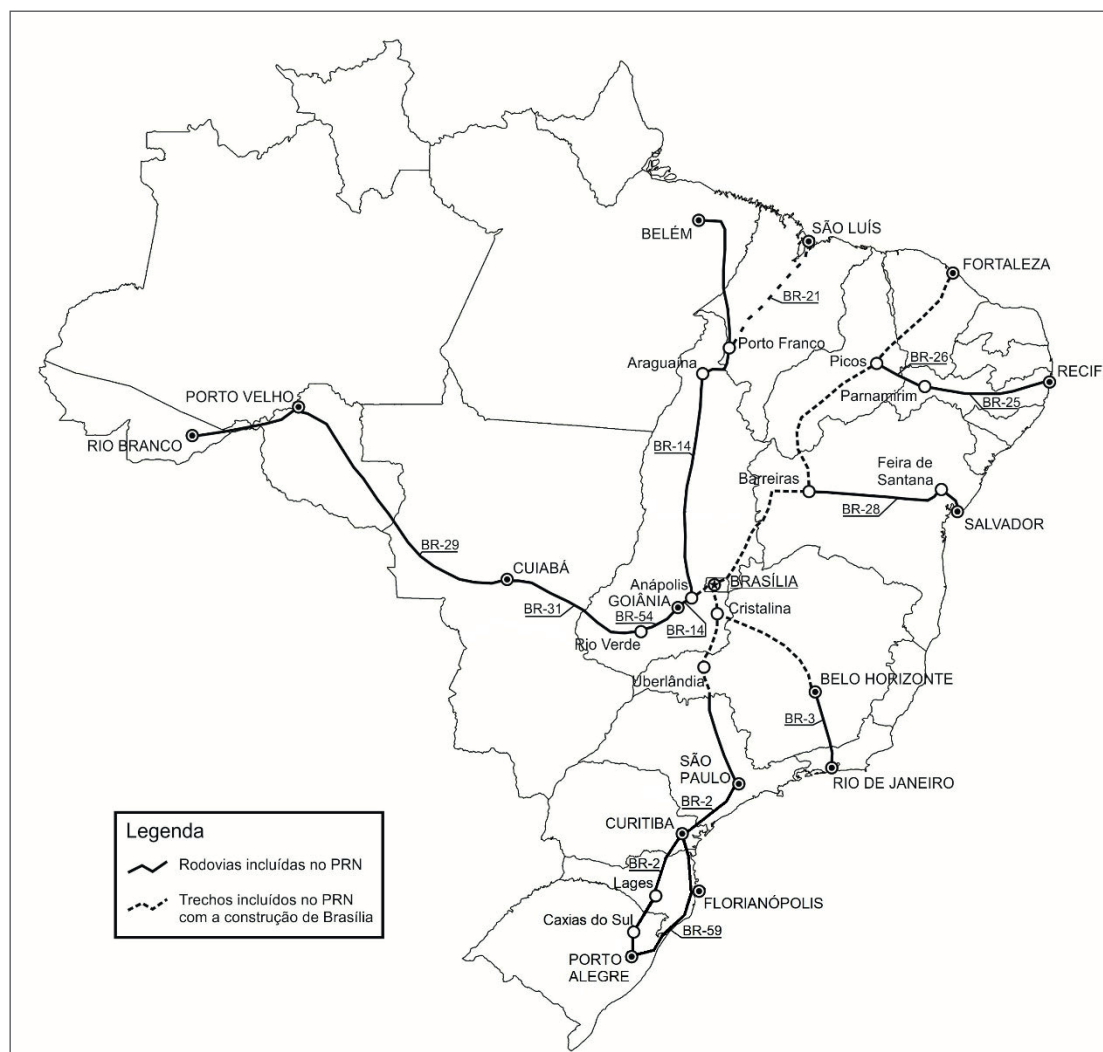 BELÉM
SÃO LUÍS
FORTALEZA
BR-21
Porto Franco
Araguaína
Picos
BR-26
RECIF
Parnamirim
BR-25
PORTO VELHO
RIO BRANCO
BR-14
Barreiras
Feira de
Santana
BR-28
SALVADOR
BR-29
CUIABÁ
BR-31
Anápolis
BRASÍLIA
GOIÂNIA
BR-54
BR-14
Cristalina
Rio Verde
Uberlândia
BELO HORIZONTE
BR-3
SÃO
PAULO
RIO DE JANEIRO
BR-2
CURITIBA
BR-2
Lages
FLORIANÓPOLIS
Caxias do Sul
BR-59
PORTO
ALEGRE
Legenda
Rodovias incluídas no PRN
Trechos incluídos no PRN
com a construção de Brasília